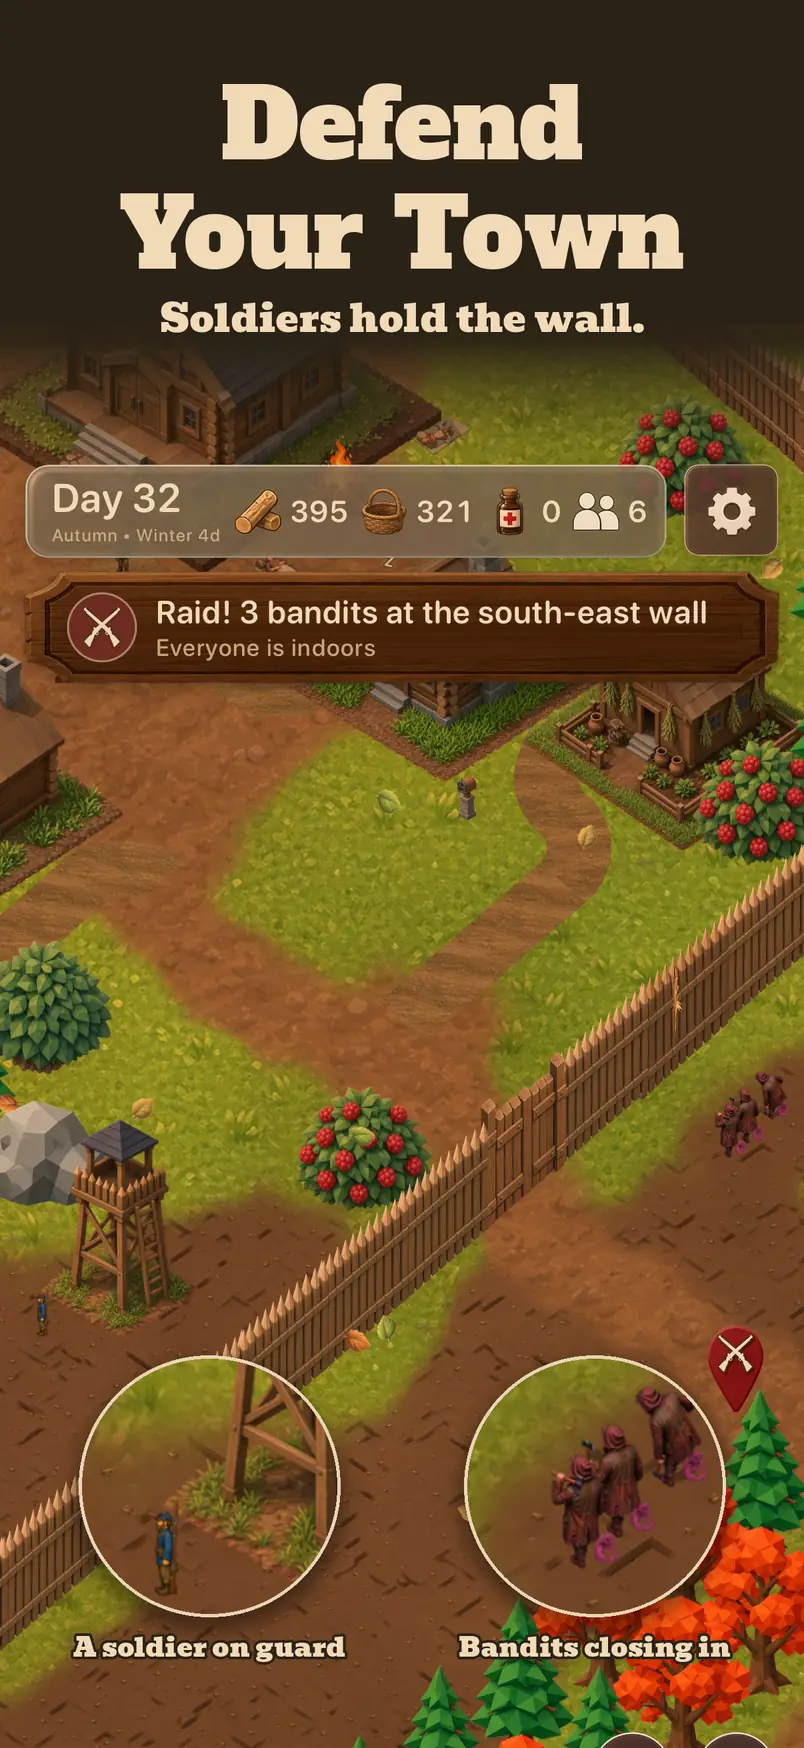 Defend
Your Town
Soldiers hold the wall.
Day 32
Autumn • Winter 4d
395
321
0
6
Raid! 3 bandits at the south-east wall
Everyone is indoors
A soldier on guard
Bandits closing in